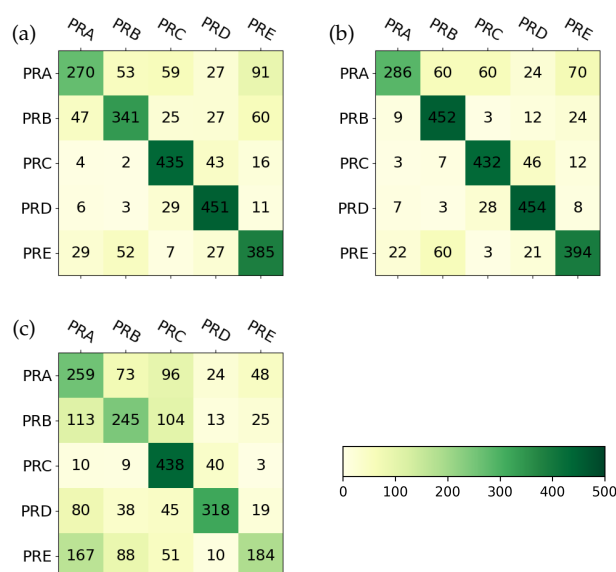 (a) PRA PRB PRC PRD PRE
PRA 270 53 59 27 91
PRB 47 341 25 27 60
PRC 4 2 435 43 16
PRD 6 3 29 451 11
PRE 29 52 7 27 385
(b) PRA PRB PRC PRD PRE
PRA 286 60 60 24 70
PRB 9 452 3 12 24
PRC 3 7 432 46 12
PRD 7 3 28 454 8
PRE 22 60 3 21 394
(c) PRA PRB PRC PRD PRE
PRA 259 73 96 24 48
PRB 113 245 104 13 25
PRC 10 9 438 40 3
PRD 80 38 45 318 19
PRE 167 88 51 10 184
0 100 200 300 400 500